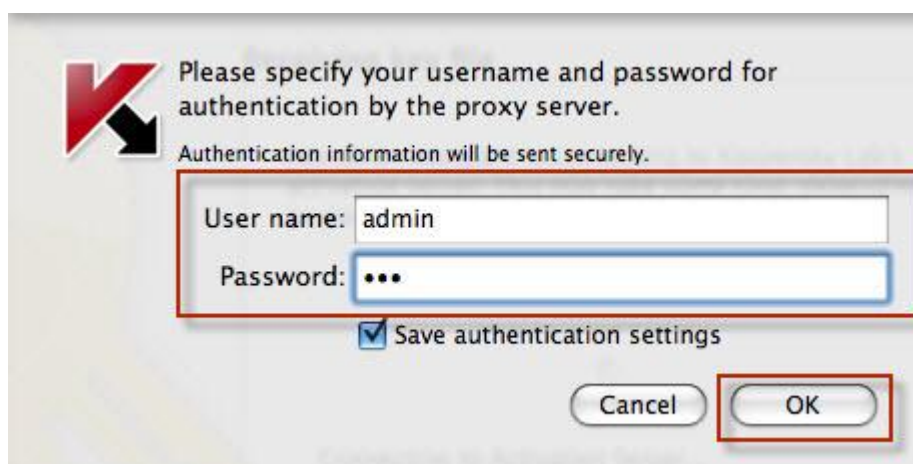 Please specify your username and password for
authentication by the proxy server.
Authentication information will be sent securely.
User name: admin
Password: •••
Save authentication settings
Cancel OK